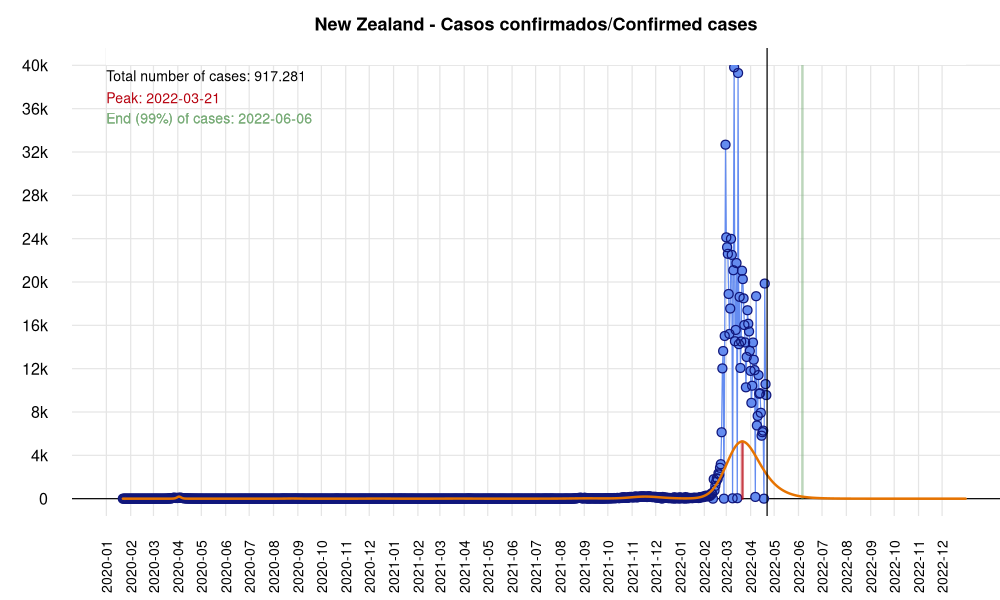 New Zealand - Casos confirmados/Confirmed cases
Total number of cases: 917.281
Peak: 2022-03-21
End (99%) of cases: 2022-06-06
40k
36k
32k
28k
24k
20k
16k
12k
8k
4k
0
2020-01
2020-02
2020-03
2020-04
2020-05
2020-06
2020-07
2020-08
2020-09
2020-10
2020-11
2020-12
2021-01
2021-02
2021-03
2021-04
2021-05
2021-06
2021-07
2021-08
2021-09
2021-10
2021-11
2021-12
2022-01
2022-02
2022-03
2022-04
2022-05
2022-06
2022-07
2022-08
2022-09
2022-10
2022-11
2022-12